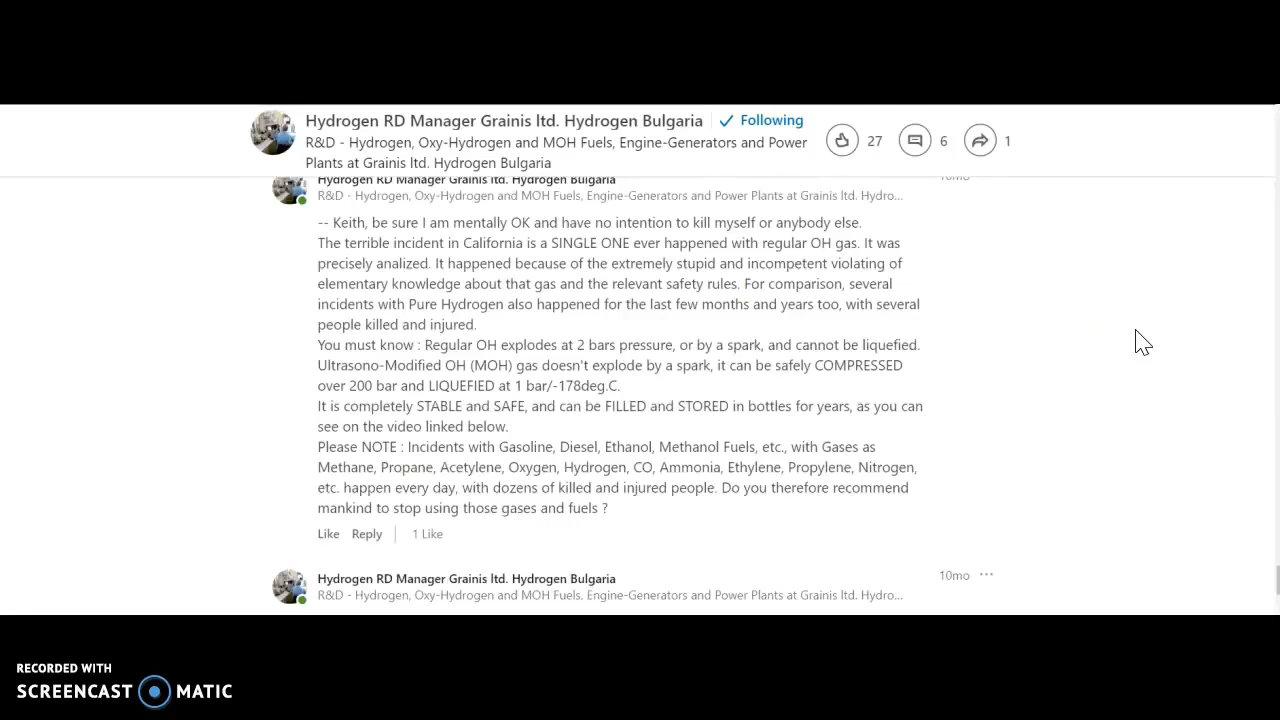 Hydrogen RD Manager Grainis ltd. Hydrogen Bulgaria Following
R&D - Hydrogen, Oxy-Hydrogen and MOH Fuels, Engine-Generators and Power
Plants at Grainis ltd. Hydrogen Bulgaria
27 6 1
Hydrogen RD Manager Grainis ltd. Hydrogen Bulgaria 10mo
R&D - Hydrogen, Oxy-Hydrogen and MOH Fuels, Engine-Generators and Power Plants at Grainis ltd. Hydro...
-- Keith, be sure I am mentally OK and have no intention to kill myself or anybody else.
The terrible incident in California is a SINGLE ONE ever happened with regular OH gas. It was
precisely analized. It happened because of the extremely stupid and incompetent violating of
elementary knowledge about that gas and the relevant safety rules. For comparison, several
incidents with Pure Hydrogen also happened for the last few months and years too, with several
people killed and injured.
You must know : Regular OH explodes at 2 bars pressure, or by a spark, and cannot be liquefied.
Ultrasono-Modified OH (MOH) gas doesn't explode by a spark, it can be safely COMPRESSED
over 200 bar and LIQUEFIED at 1 bar/-178deg.C.
It is completely STABLE and SAFE, and can be FILLED and STORED in bottles for years, as you can
see on the video linked below.
Please NOTE : Incidents with Gasoline, Diesel, Ethanol, Methanol Fuels, etc., with Gases as
Methane, Propane, Acetylene, Oxygen, Hydrogen, CO, Ammonia, Ethylene, Propylene, Nitrogen,
etc. happen every day, with dozens of killed and injured people. Do you therefore recommend
mankind to stop using those gases and fuels ?
Like Reply 1 Like
Hydrogen RD Manager Grainis ltd. Hydrogen Bulgaria 10mo ...
R&D - Hydrogen, Oxy-Hydrogen and MOH Fuels, Engine-Generators and Power Plants at Grainis ltd. Hydro...
RECORDED WITH
SCREENCAST MATIC